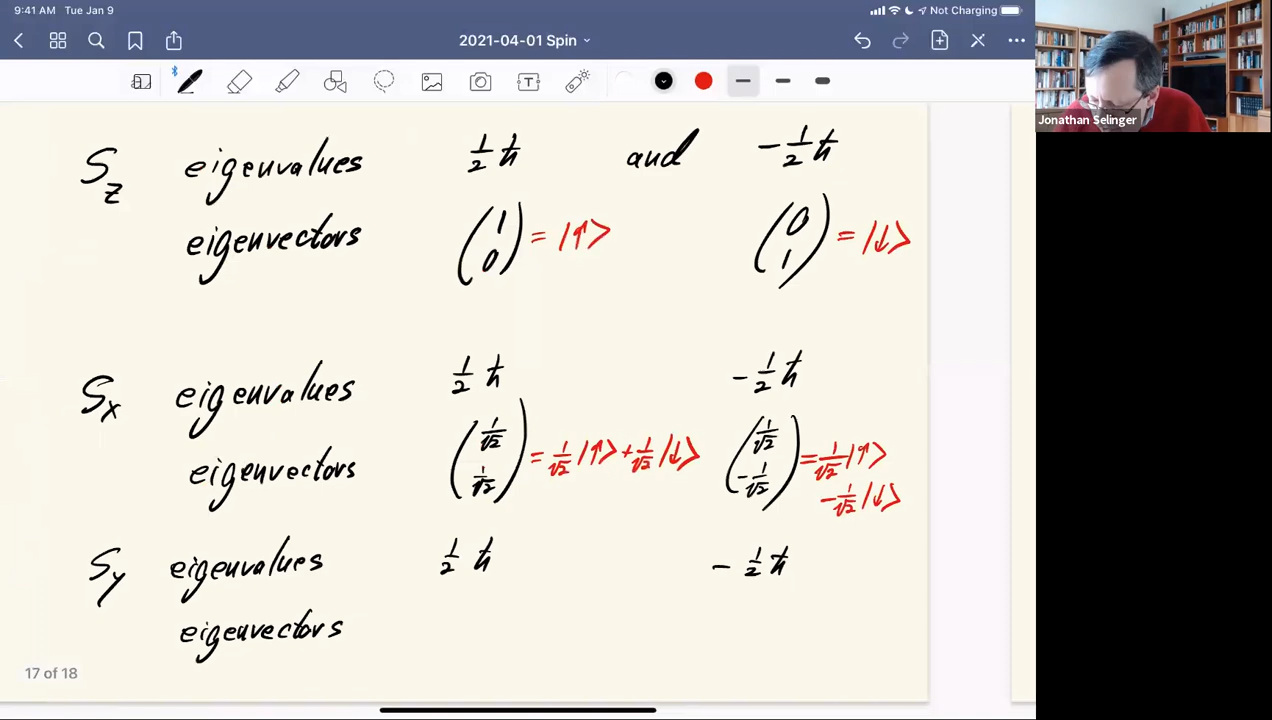 9:41 AM Tue Jan 9
Not Charging
2021-04-01 Spin
Jonathan Selinger
S_z eigenvalues ½ ħ and -½ ħ
eigenvectors (1 0) = |↑> (0 1) = |↓>
S_x eigenvalues ½ ħ -½ ħ
eigenvectors (1/√2 1/√2) = 1/√2 |↑> + 1/√2 |↓> (1/√2 -1/√2) = 1/√2 |↑>
-1/√2 |↓>
S_y eigenvalues ½ ħ -½ ħ
eigenvectors
17 of 18